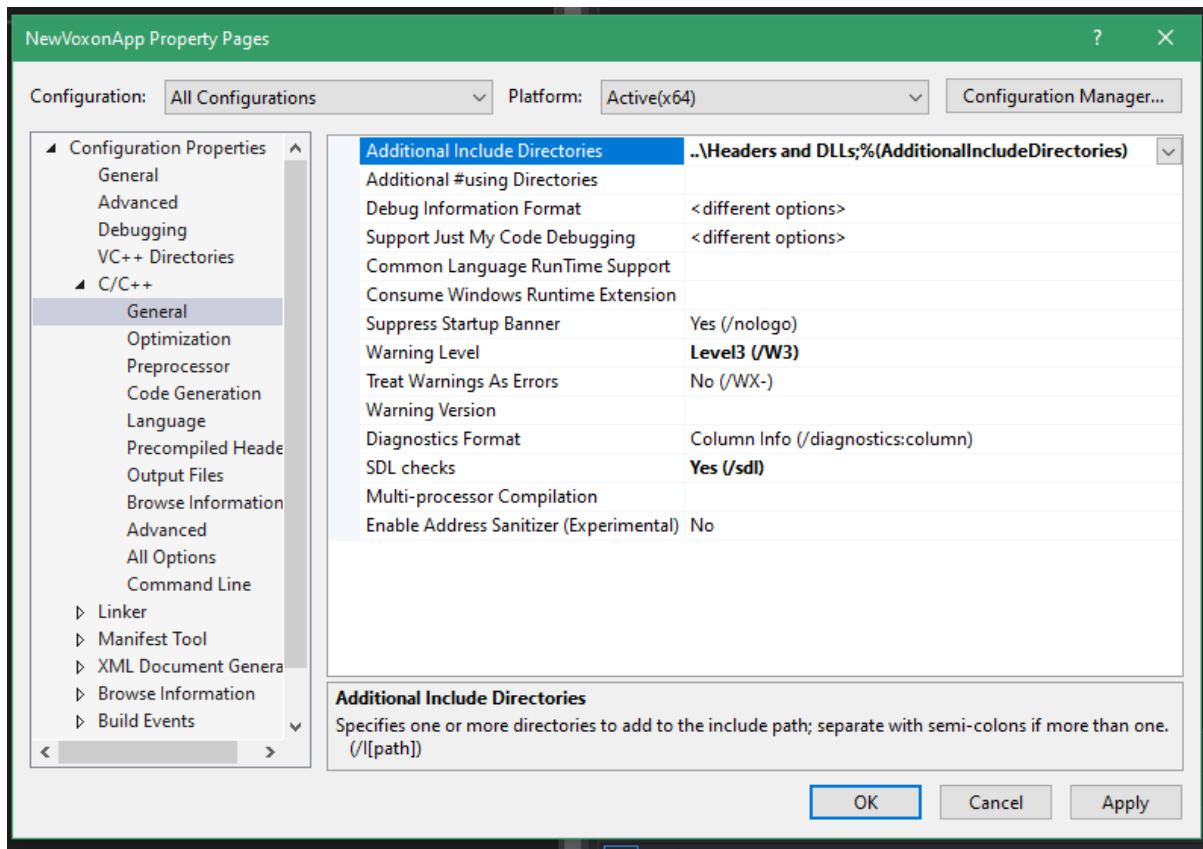 NewVoxonApp Property Pages
?
Configuration: All Configurations Platform: Active(x64) Configuration Manager...
Configuration Properties
General
Advanced
Debugging
VC++ Directories
C/C++
General
Optimization
Preprocessor
Code Generation
Language
Precompiled Heade
Output Files
Browse Information
Advanced
All Options
Command Line
Linker
Manifest Tool
XML Document Genera
Browse Information
Build Events
Additional Include Directories ..\Headers and DLLs;%(AdditionalIncludeDirectories)
Additional #using Directories
Debug Information Format <different options>
Support Just My Code Debugging <different options>
Common Language RunTime Support
Consume Windows Runtime Extension
Suppress Startup Banner Yes (/nologo)
Warning Level Level3 (/W3)
Treat Warnings As Errors No (/WX-)
Warning Version
Diagnostics Format Column Info (/diagnostics:column)
SDL checks Yes (/sdl)
Multi-processor Compilation
Enable Address Sanitizer (Experimental) No
Additional Include Directories
Specifies one or more directories to add to the include path; separate with semi-colons if more than one.
(/I[path])
OK Cancel Apply